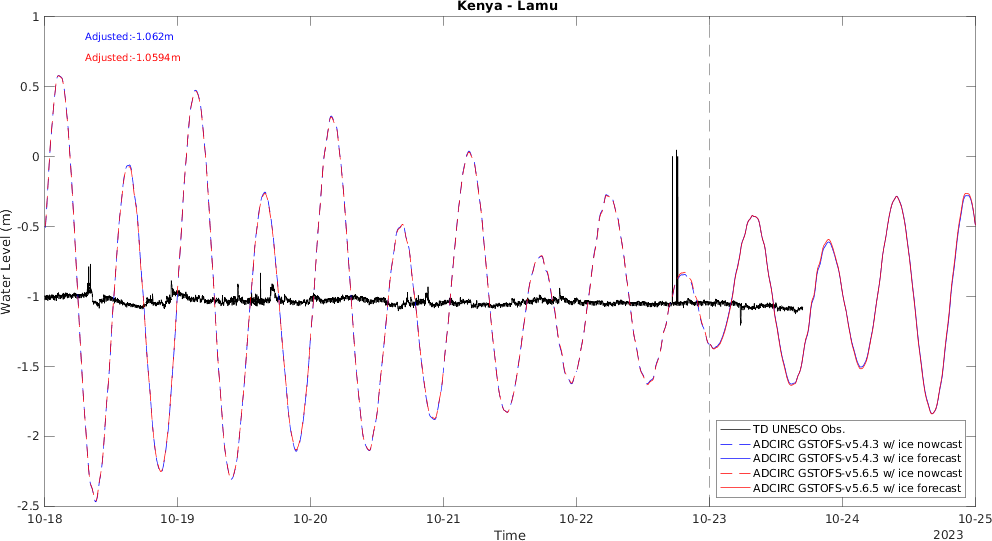 Kenya - Lamu
Adjusted:-1.062m
Adjusted:-1.0594m
Water Level (m)
1
0.5
0
-0.5
-1
-1.5
-2
-2.5
TD UNESCO Obs.
ADCIRC GSTOFS-v5.4.3 w/ ice nowcast
ADCIRC GSTOFS-v5.4.3 w/ ice forecast
ADCIRC GSTOFS-v5.6.5 w/ ice nowcast
ADCIRC GSTOFS-v5.6.5 w/ ice forecast
10-18 10-19 10-20 10-21 10-22 10-23 10-24 10-25
Time
2023